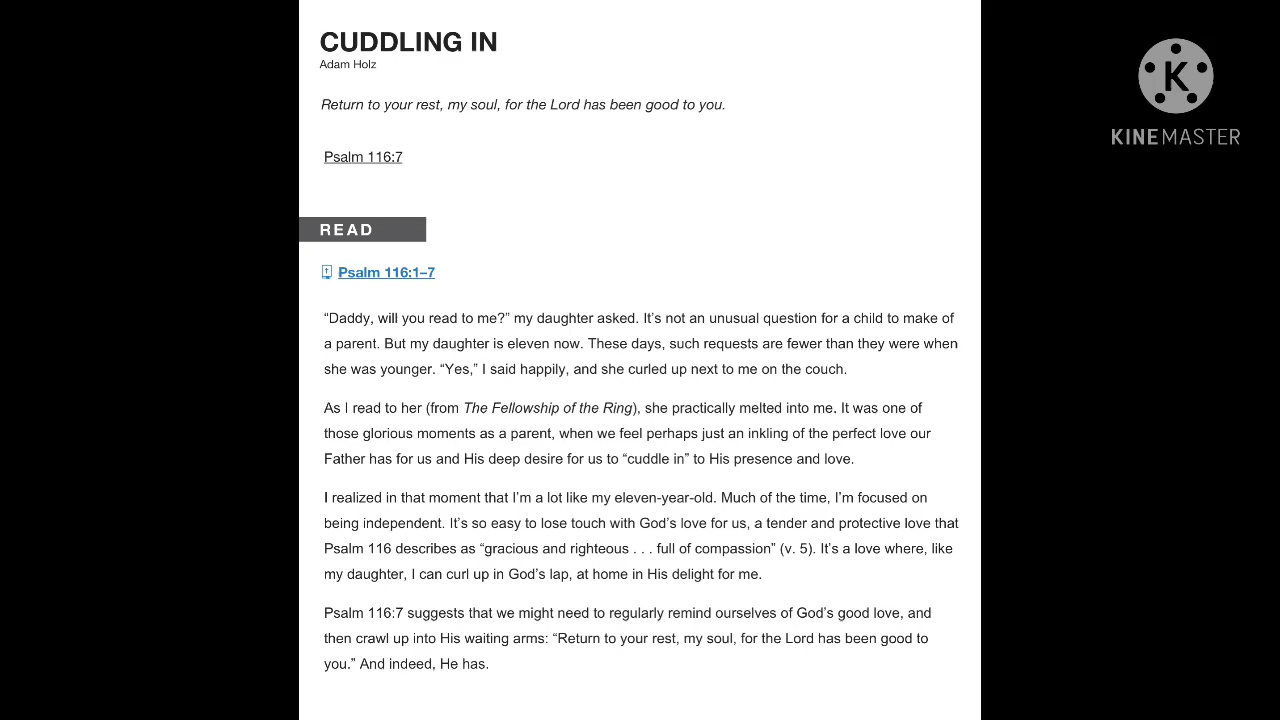 CUDDLING IN
Adam Holz
Return to your rest, my soul, for the Lord has been good to you.
Psalm 116:7
READ
Psalm 116:1–7
“Daddy, will you read to me?” my daughter asked. It’s not an unusual question for a child to make of
a parent. But my daughter is eleven now. These days, such requests are fewer than they were when
she was younger. “Yes,” I said happily, and she curled up next to me on the couch.
As I read to her (from The Fellowship of the Ring), she practically melted into me. It was one of
those glorious moments as a parent, when we feel perhaps just an inkling of the perfect love our
Father has for us and His deep desire for us to “cuddle in” to His presence and love.
I realized in that moment that I’m a lot like my eleven-year-old. Much of the time, I’m focused on
being independent. It’s so easy to lose touch with God’s love for us, a tender and protective love that
Psalm 116 describes as “gracious and righteous . . . full of compassion” (v. 5). It’s a love where, like
my daughter, I can curl up in God’s lap, at home in His delight for me.
Psalm 116:7 suggests that we might need to regularly remind ourselves of God’s good love, and
then crawl up into His waiting arms: “Return to your rest, my soul, for the Lord has been good to
you.” And indeed, He has.
K
KINEMASTER